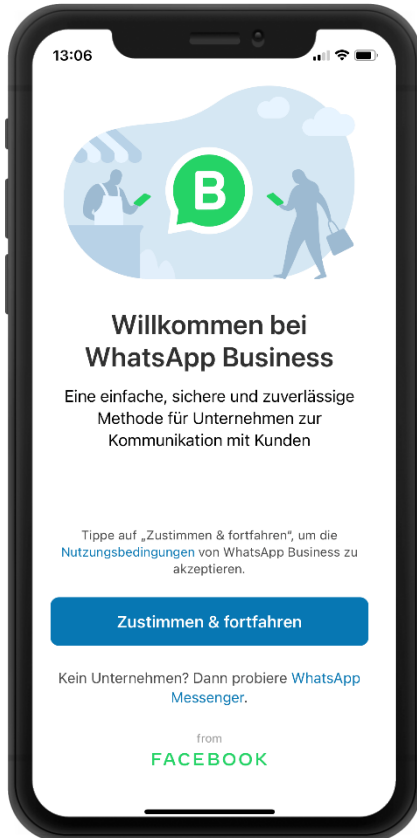 13:06
B
Willkommen bei
WhatsApp Business
Eine einfache, sichere und zuverlässige
Methode für Unternehmen zur
Kommunikation mit Kunden
Tippe auf „Zustimmen & fortfahren“, um die
Nutzungsbedingungen von WhatsApp Business zu
akzeptieren.
Zustimmen & fortfahren
Kein Unternehmen? Dann probiere WhatsApp
Messenger.
from
FACEBOOK